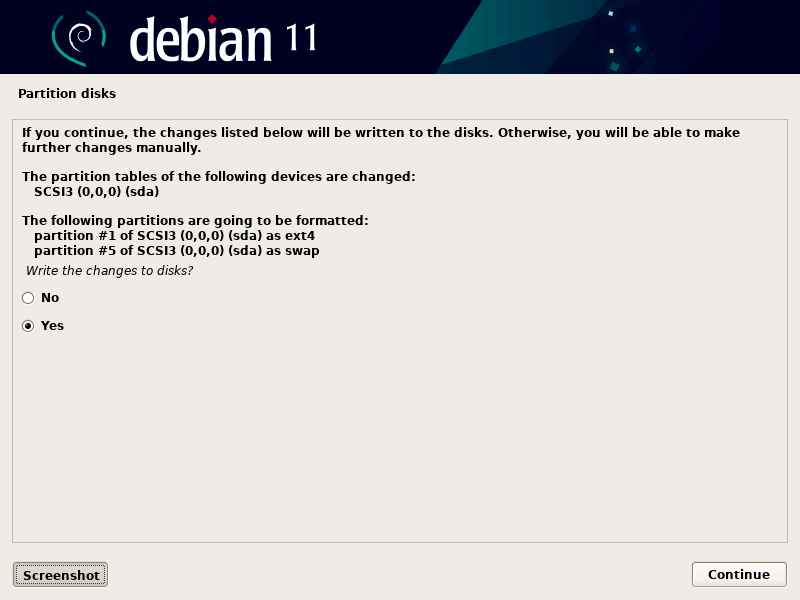 debian 11
Partition disks
If you continue, the changes listed below will be written to the disks. Otherwise, you will be able to make
further changes manually.
The partition tables of the following devices are changed:
SCSI3 (0,0,0) (sda)
The following partitions are going to be formatted:
partition #1 of SCSI3 (0,0,0) (sda) as ext4
partition #5 of SCSI3 (0,0,0) (sda) as swap
Write the changes to disks?
No
Yes
Screenshot
Continue